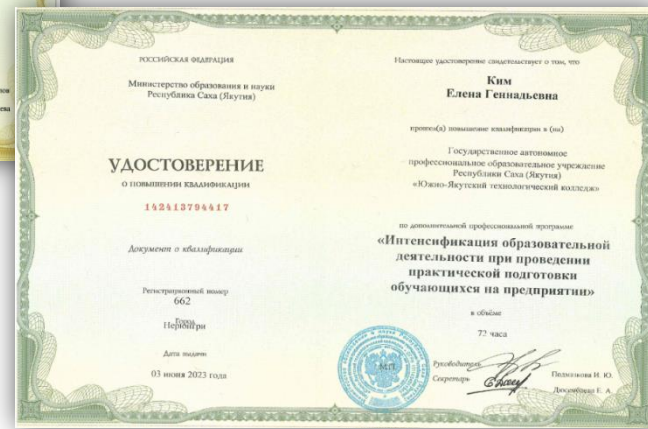 РОССИЙСКАЯ ФЕДЕРАЦИЯ
Министерство образования и науки
Республика Саха (Якутия)
УДОСТОВЕРЕНИЕ
О ПОВЫШЕНИИ КВАЛИФИКАЦИИ
142413794417
Документ о квалификации
Регистрационный номер
662
Город
Нерюнгри
Дата выдачи
03 июня 2023 года
Настоящее удостоверение свидетельствует о том, что
Ким
Елена Геннадьевна
прошел(а) повышение квалификации в (на)
Государственное автономное
профессиональное образовательное учреждение
Республики Саха (Якутия)
«Южно-Якутский технологический колледж»
по дополнительной профессиональной программе
«Интенсификация образовательной
деятельности при проведении
практической подготовки
обучающихся на предприятии»
в объёме
72 часа
М.П.
Руководитель
Секретарь